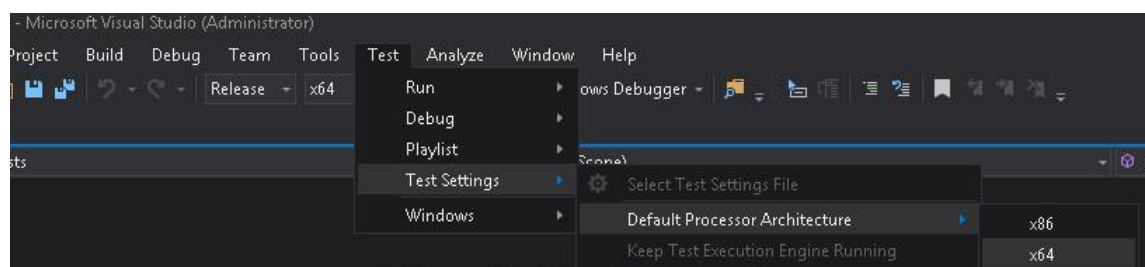 - Microsoft Visual Studio (Administrator)
Project Build Debug Team Tools Test Analyze Window Help
Release x64 Run ows Debugger
Debug
Playlist
sts Scope)
Test Settings Select Test Settings File
Windows Default Processor Architecture x86
Keep Test Execution Engine Running x64